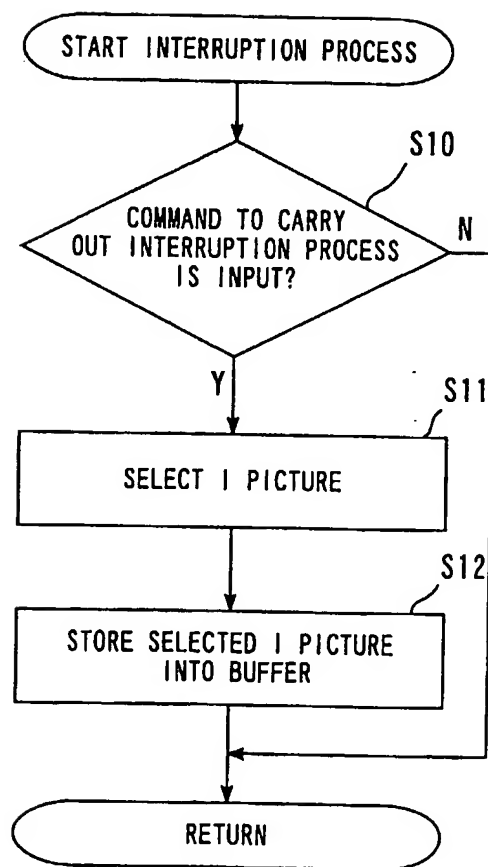 START INTERRUPTION PROCESS
S10
COMMAND TO CARRY
OUT INTERRUPTION PROCESS
IS INPUT?
N
Y
S11
SELECT I PICTURE
S12
STORE SELECTED I PICTURE
INTO BUFFER
RETURN